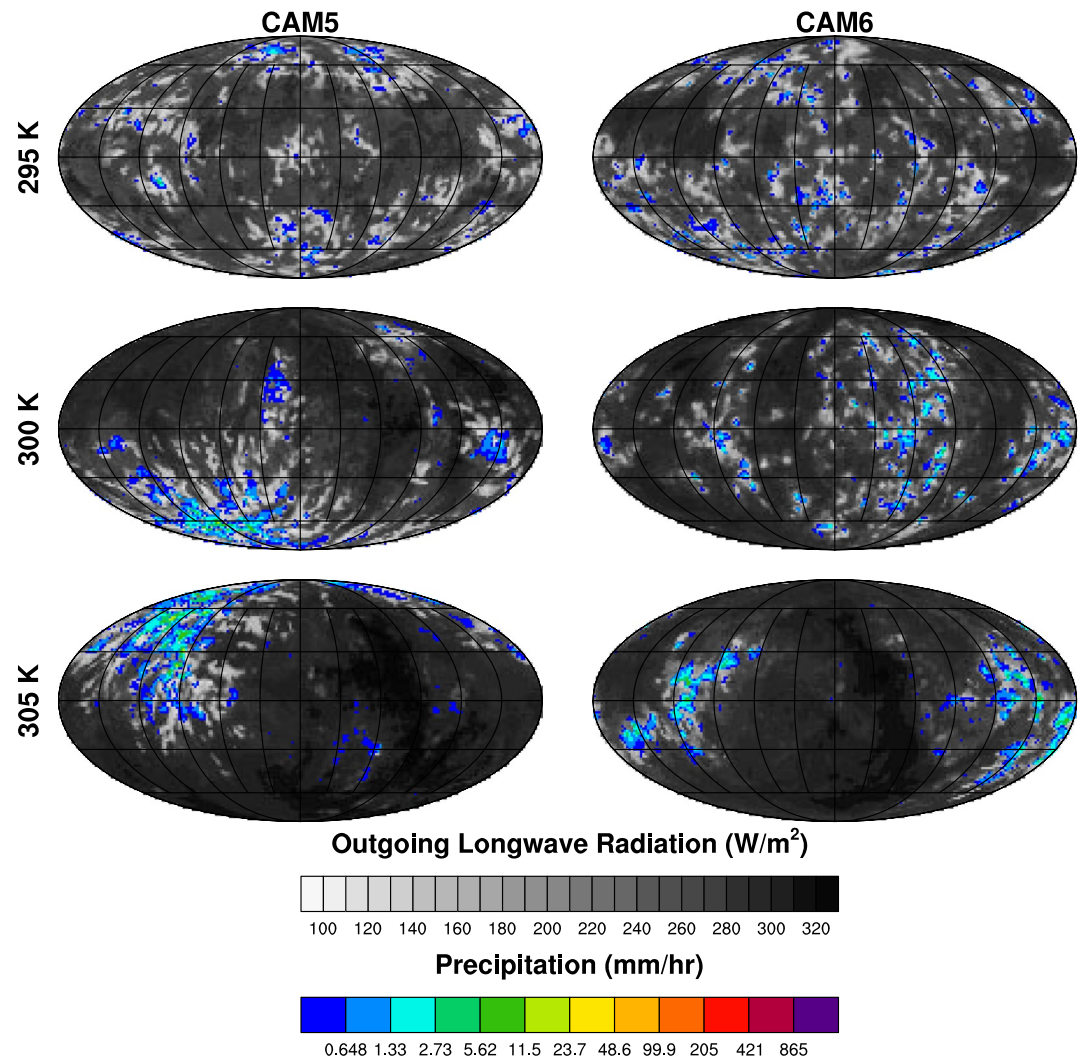 CAM5 CAM6
295 K
300 K
305 K
Outgoing Longwave Radiation (W/m²)
100 120 140 160 180 200 220 240 260 280 300 320
Precipitation (mm/hr)
0.648 1.33 2.73 5.62 11.5 23.7 48.6 99.9 205 421 865